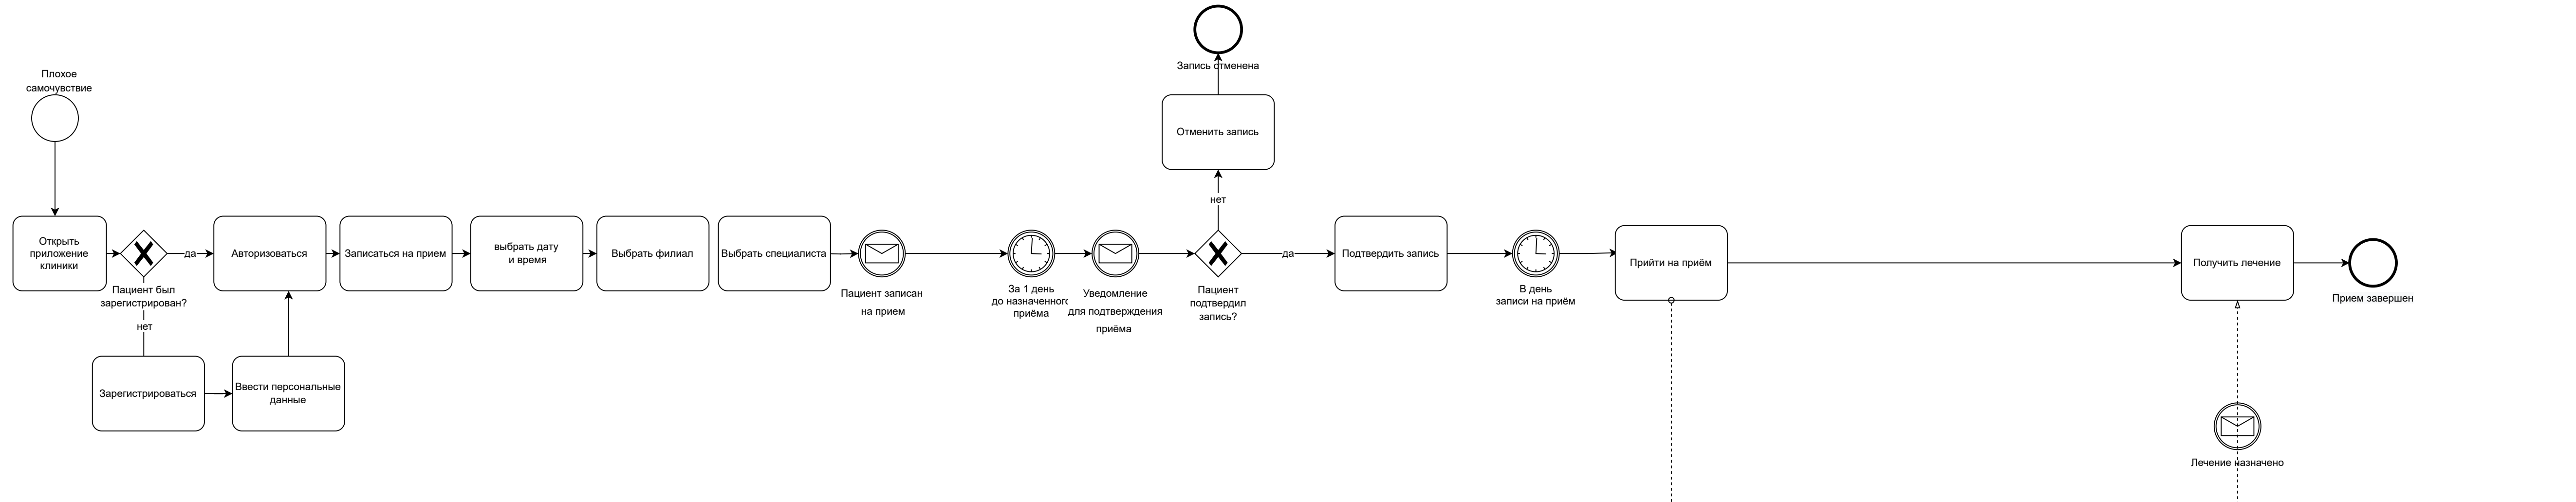 Плохое
самочувствие
Открыть
приложение
клиники
Пациент был
зарегистрирован?
да
нет
Зарегистрироваться
Ввести персональные
данные
Авторизоваться
Записаться на прием
выбрать дату
и время
Выбрать филиал
Выбрать специалиста
Пациент записан
на прием
За 1 день
до назначенного
приёма
Уведомление
для подтверждения
приёма
Пациент
подтвердил
запись?
нет
Отменить запись
Запись отменена
да
Подтвердить запись
В день
записи на приём
Прийти на приём
Получить лечение
Лечение назначено
Прием завершен